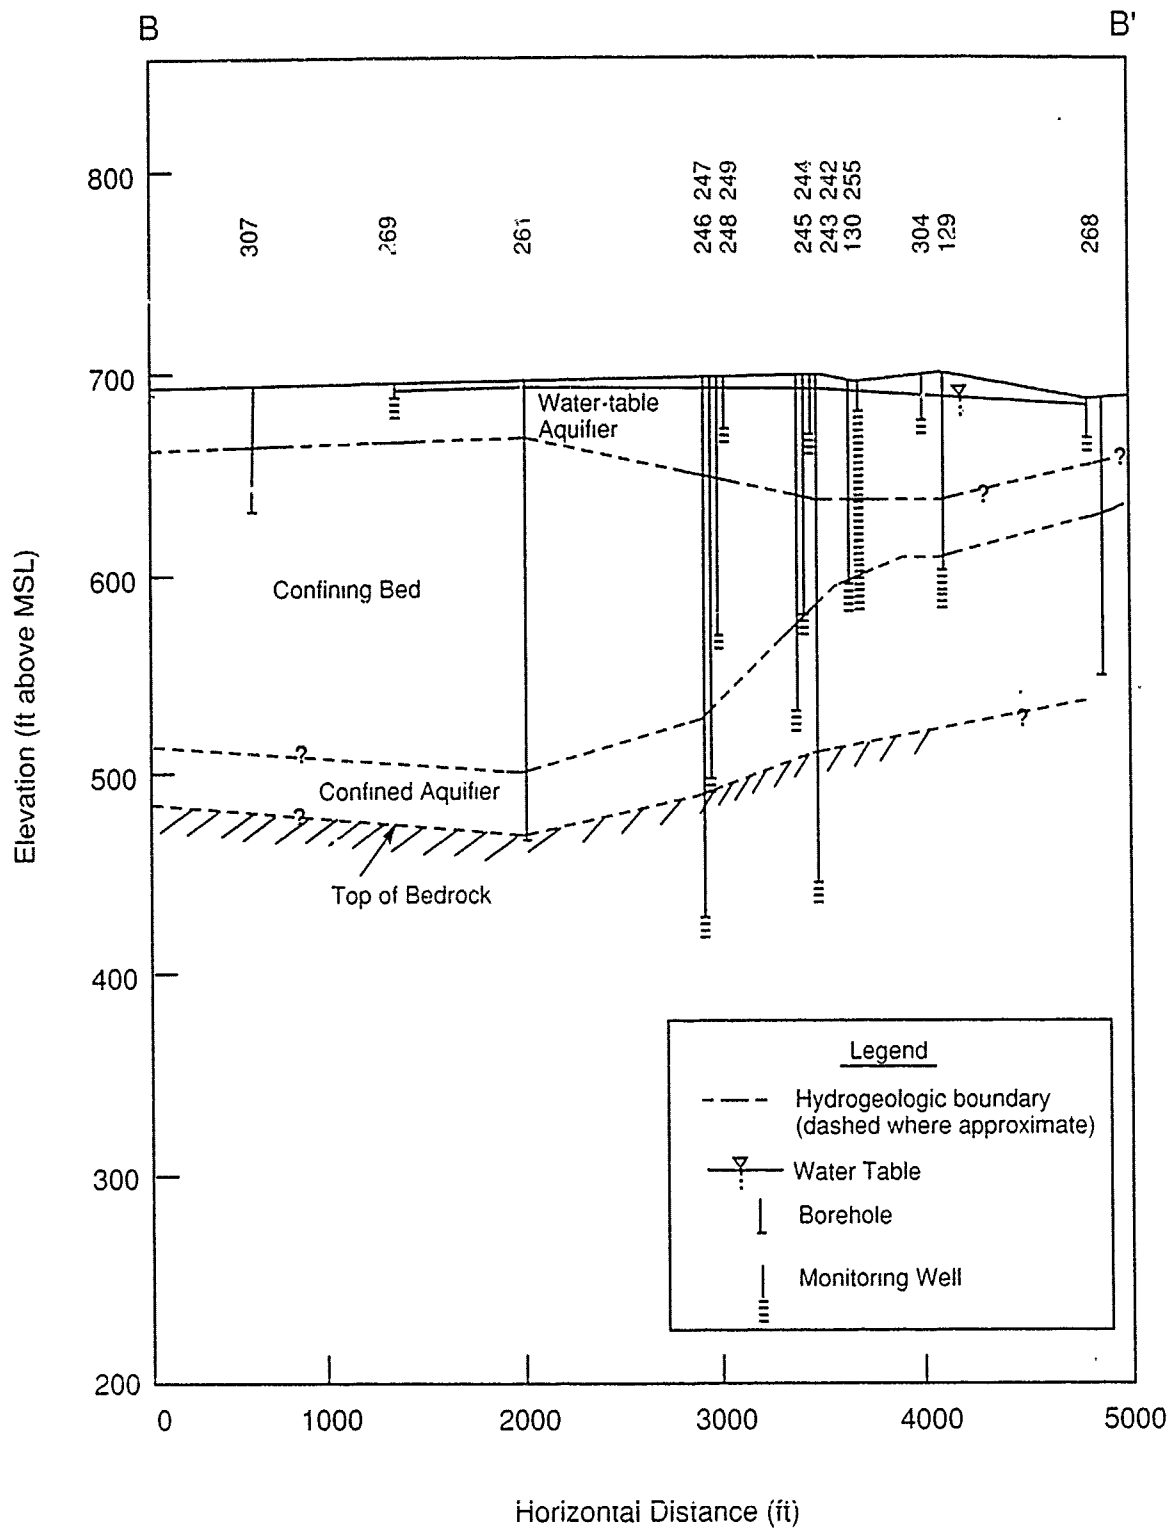 B
B'
800
700
600
500
400
300
200
307
269
261
246 247
248 249
245 244
243 242
130 255
304
129
268
Water-table
Aquifier
?
?
Confining Bed
?
Confined Aquifier
?
?
Top of Bedrock
Elevation (ft above MSL)
Legend
Hydrogeologic boundary
(dashed where approximate)
Water Table
Borehole
Monitoring Well
0
1000
2000
3000
4000
5000
Horizontal Distance (ft)